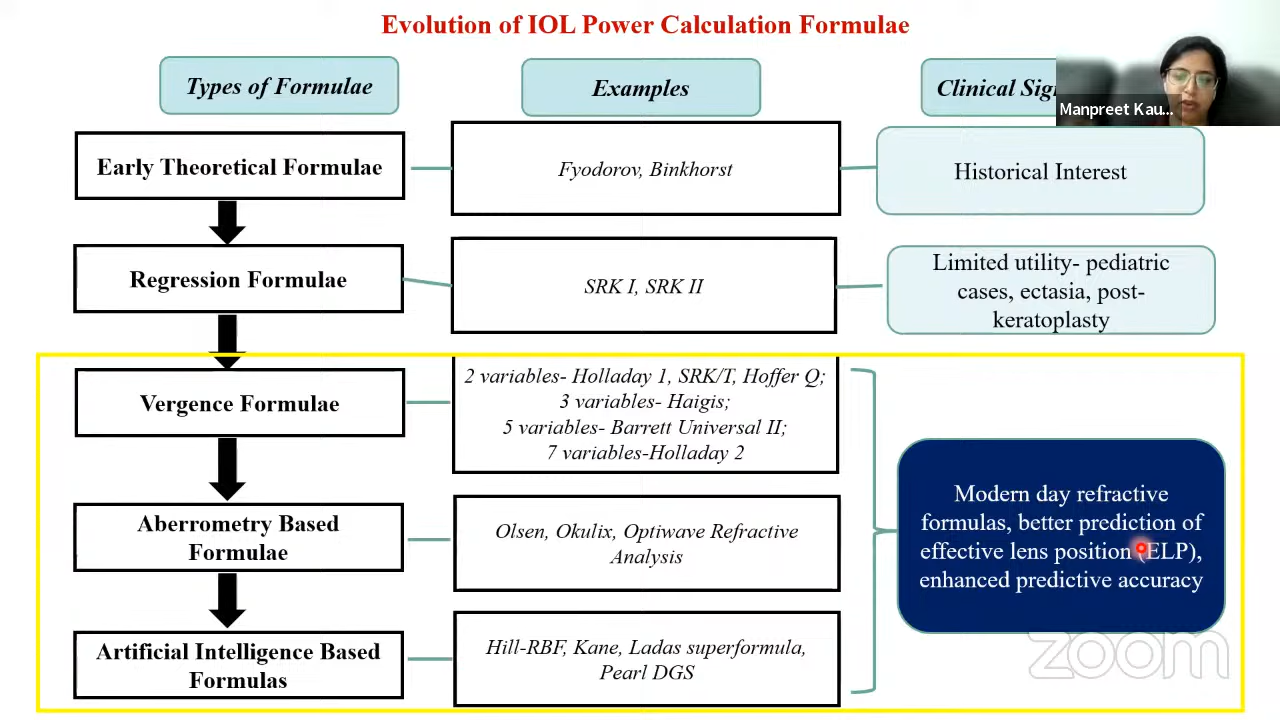 Evolution of IOL Power Calculation Formulae
Types of Formulae
Examples
Clinical
Manpreet Kau...
Early Theoretical Formulae
Fyodorov, Binkhorst
Historical Interest
Regression Formulae
SRK I, SRK II
Limited utility- pediatric
cases, ectasia, post-
keratoplasty
Vergence Formulae
2 variables- Holladay 1, SRK/T, Hoffer Q;
3 variables- Haigis;
5 variables- Barrett Universal II;
7 variables-Holladay 2
Aberrometry Based
Formulae
Olsen, Okulix, Optiwave Refractive
Analysis
Artificial Intelligence Based
Formulas
Hill-RBF, Kane, Ladas superformula,
Pearl DGS
Modern day refractive
formulas, better prediction of
effective lens position (ELP),
enhanced predictive accuracy
zoom